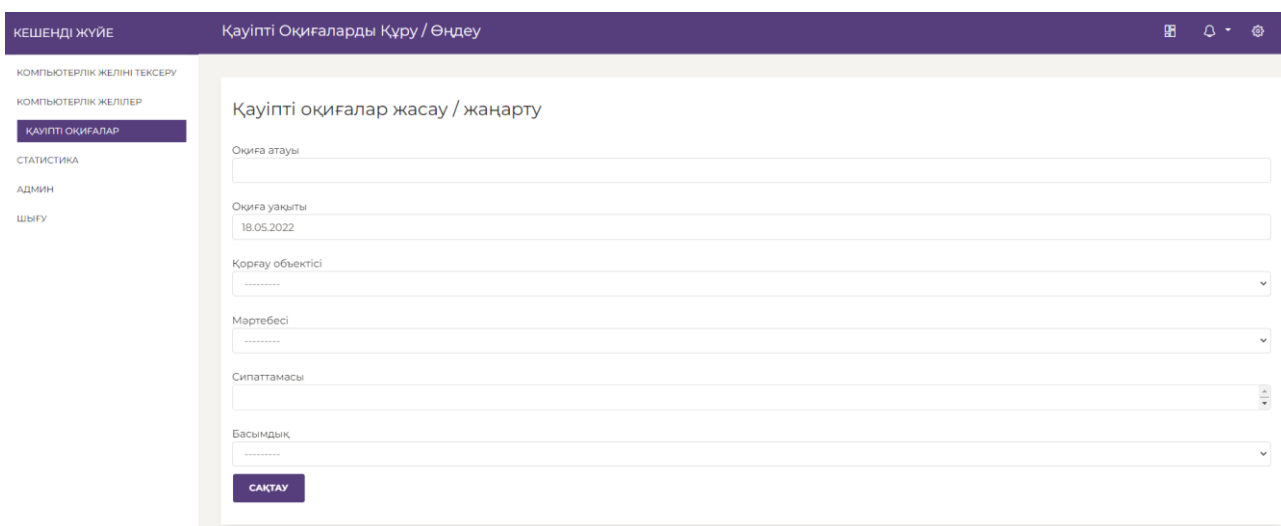 КЕШЕНДІ ЖҮЙЕ
Қауіпті Оқиғаларды Құру / Өңдеу
КОМПЬЮТЕРЛІК ЖЕЛІНІ ТЕКСЕРУ
КОМПЬЮТЕРЛІК ЖЕЛІЛЕР
ҚАУІПТІ ОҚИҒАЛАР
СТАТИСТИКА
АДМИН
ШЫҒУ
Қауіпті оқиғалар жасау / жаңарту
Оқиға атауы
Оқиға уақыты
18.05.2022
Қорғау объектісі
---------
Мәртебесі
---------
Сипаттамасы
Басымдық
---------
САҚТАУ